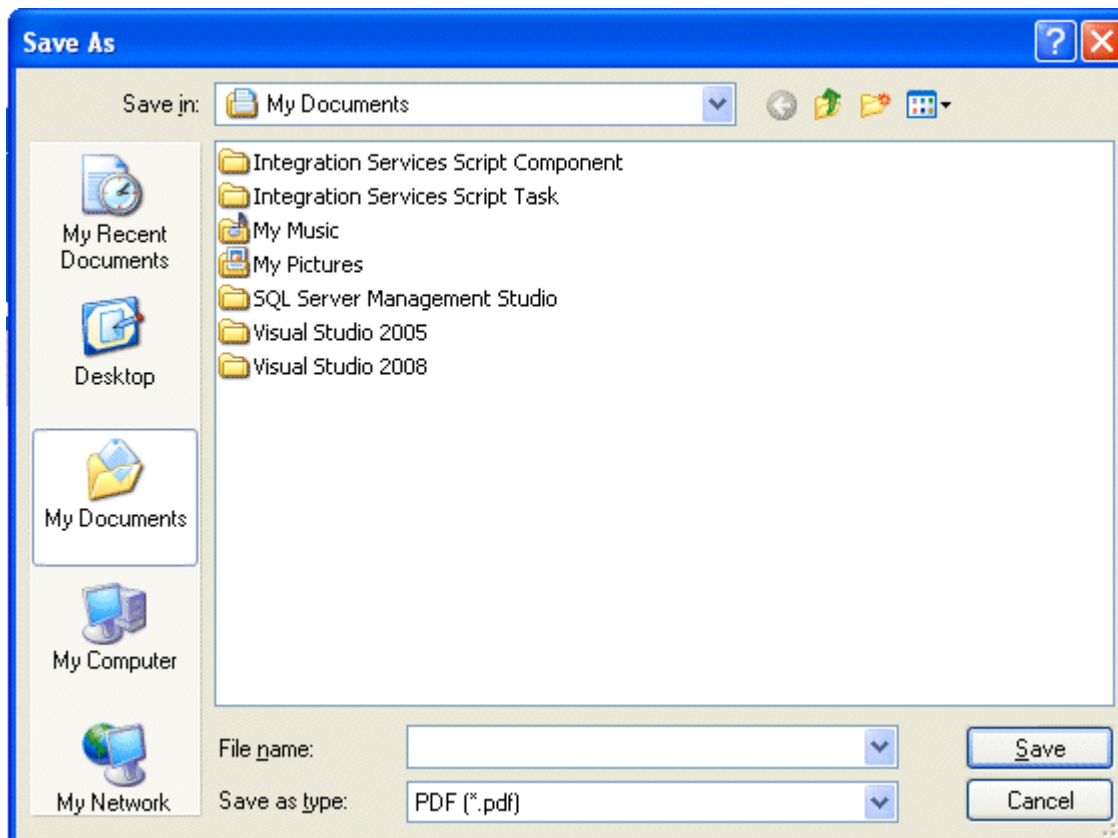 Save As
Save in:
My Documents
My Recent
Documents
Desktop
My Documents
My Computer
My Network
Integration Services Script Component
Integration Services Script Task
My Music
My Pictures
SQL Server Management Studio
Visual Studio 2005
Visual Studio 2008
File name:
Save
Save as type:
PDF (*.pdf)
Cancel